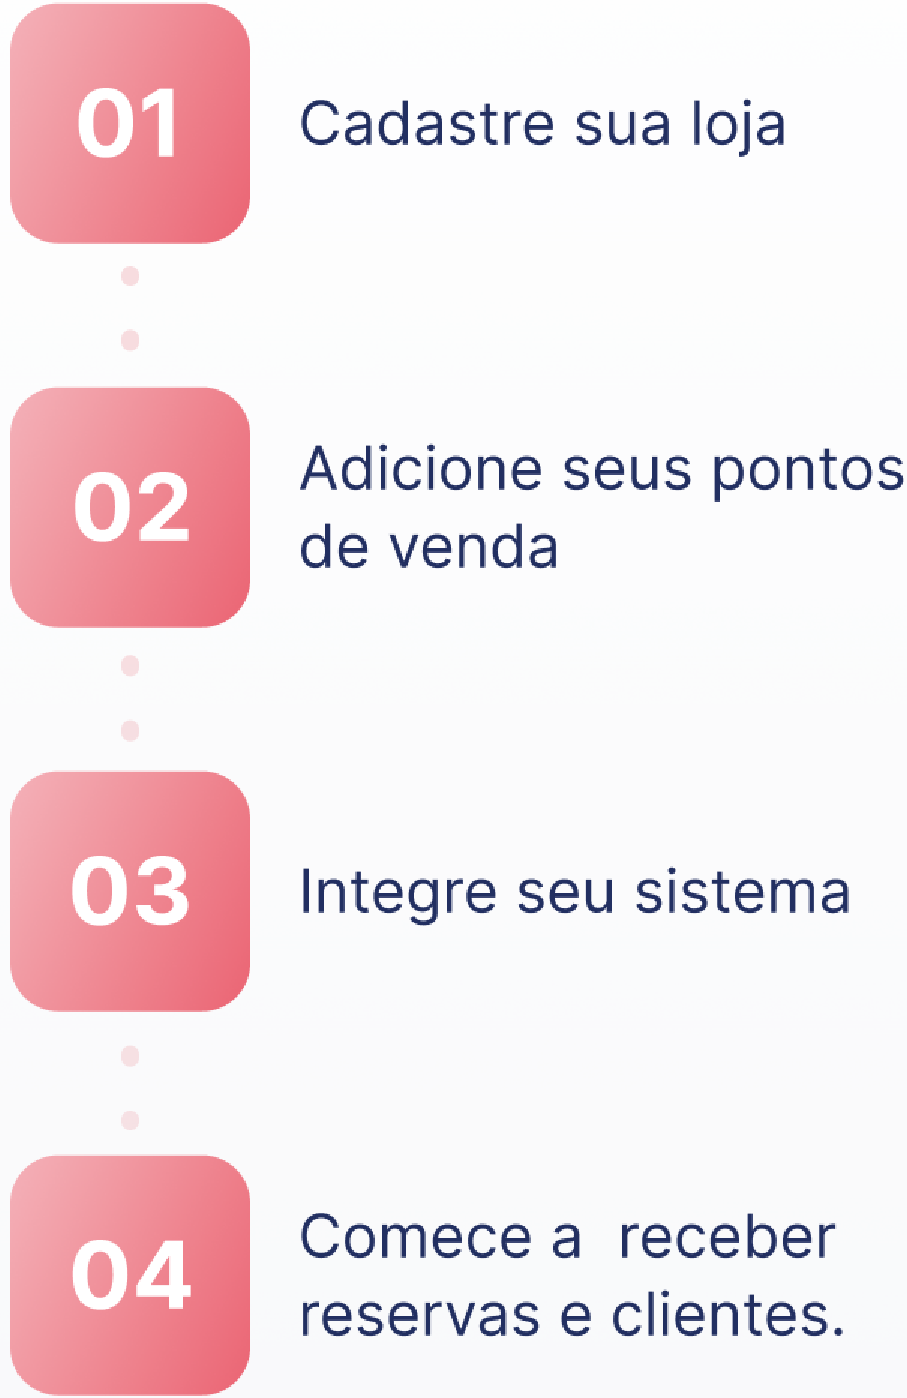 01
Cadastre sua loja
02
Adicione seus pontos
de venda
03
Integre seu sistema
04
Comece a  receber
reservas e clientes.